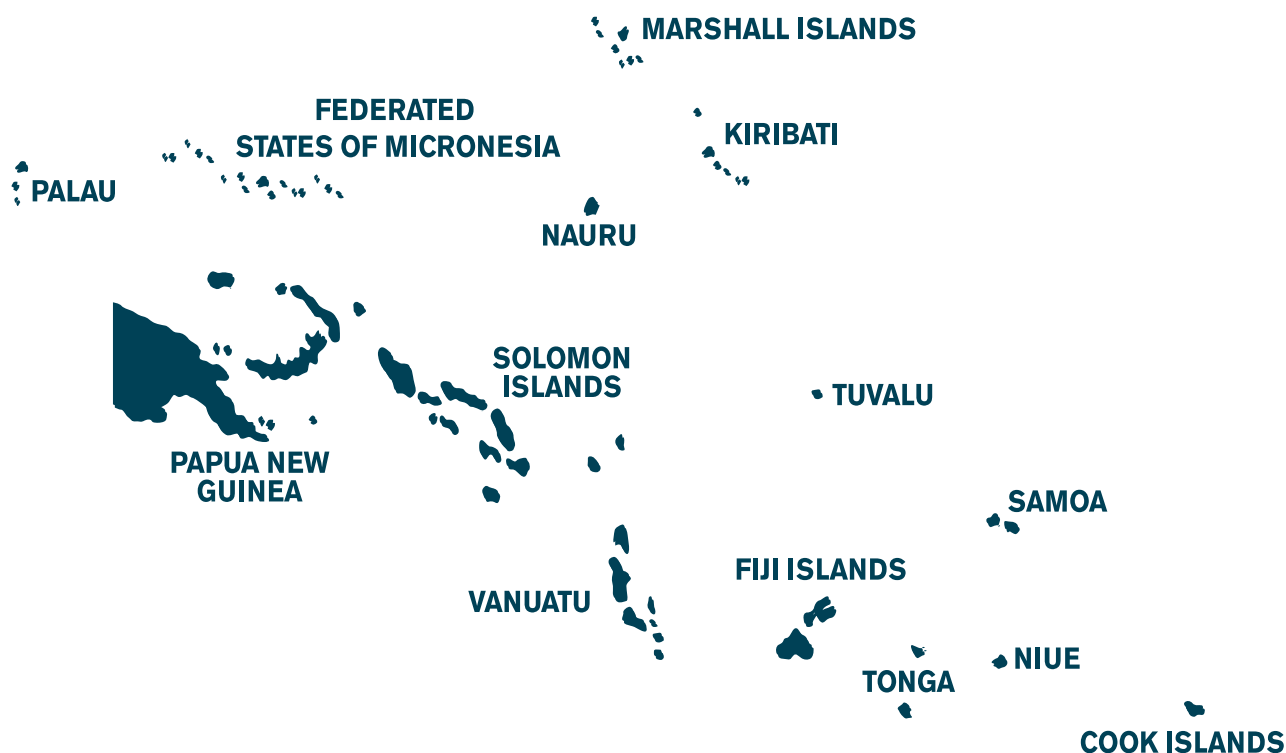 MARSHALL ISLANDS
FEDERATED
STATES OF MICRONESIA
KIRIBATI
PALAU
NAURU
SOLOMON
ISLANDS
TUVALU
PAPUA NEW
GUINEA
SAMOA
FIJI ISLANDS
VANUATU
NIUE
TONGA
COOK ISLANDS